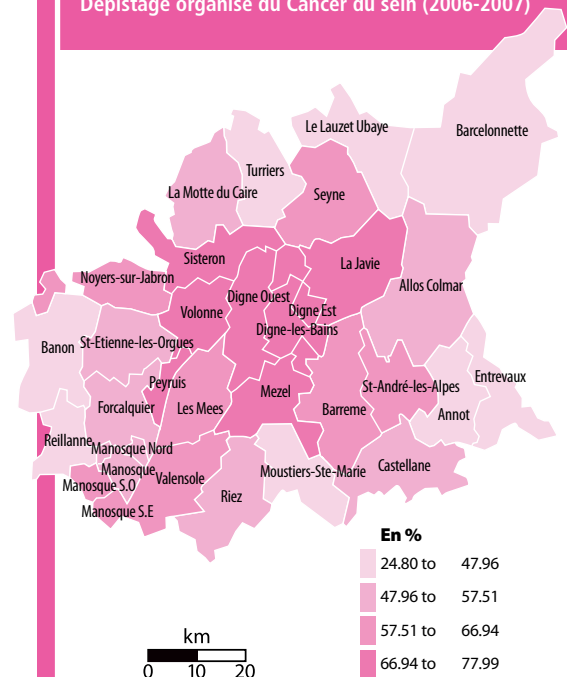 Dépistage organisé du Cancer du sein (2006-2007)
Le Lauzet Ubaye
Barcelonnette
Turriers
La Motte du Caire
Seyne
Sisteron
La Javie
Noyers-sur-Jabron
Allos Colmar
Digne Ouest
Volonne
Digne Est
Digne-les-Bains
Banon
St-Etienne-les-Orgues
Peyruis
Mezel
St-André-les-Alpes
Entrevaux
Forcalquier
Les Mees
Barreme
Annot
Reillanne
Manosque Nord
Manosque
Valensole
Moustiers-Ste-Marie
Castellane
Manosque S.O
Riez
Manosque S.E
En %
24.80 to 47.96
47.96 to 57.51
57.51 to 66.94
66.94 to 77.99
km
0 10 20